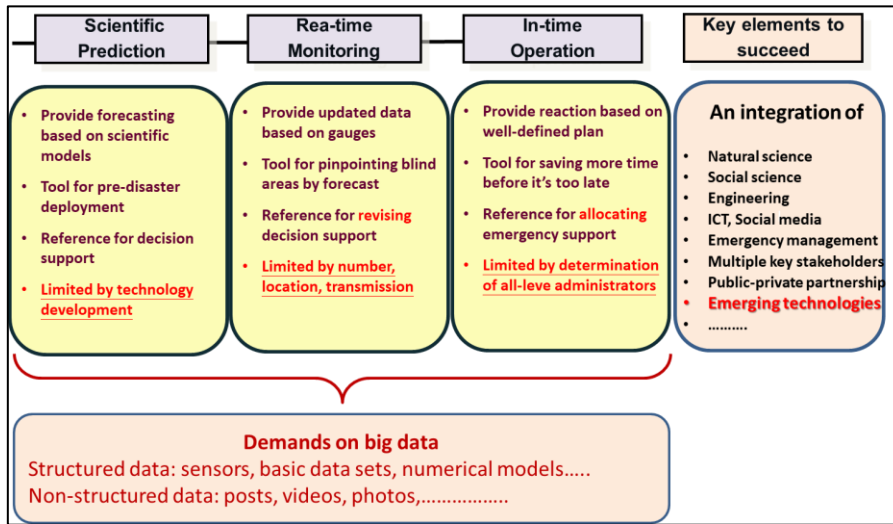 Scientific
Prediction
Rea-time
Monitoring
In-time
Operation
Key elements to
succeed
• Provide forecasting
based on scientific
models
• Tool for pre-disaster
deployment
• Reference for decision
support
• Limited by technology
development
• Provide updated data
based on gauges
• Tool for pinpointing blind
areas by forecast
• Reference for revising
decision support
• Limited by number,
location, transmission
• Provide reaction based on
well-defined plan
• Tool for saving more time
before it's too late
• Reference for allocating
emergency support
• Limited by determination
of all-leve administrators
An integration of
• Natural science
• Social science
• Engineering
• ICT, Social media
• Emergency management
• Multiple key stakeholders
• Public-private partnership
• Emerging technologies
• ..........
Demands on big data
Structured data: sensors, basic data sets, numerical models.....
Non-structured data: posts, videos, photos,.................